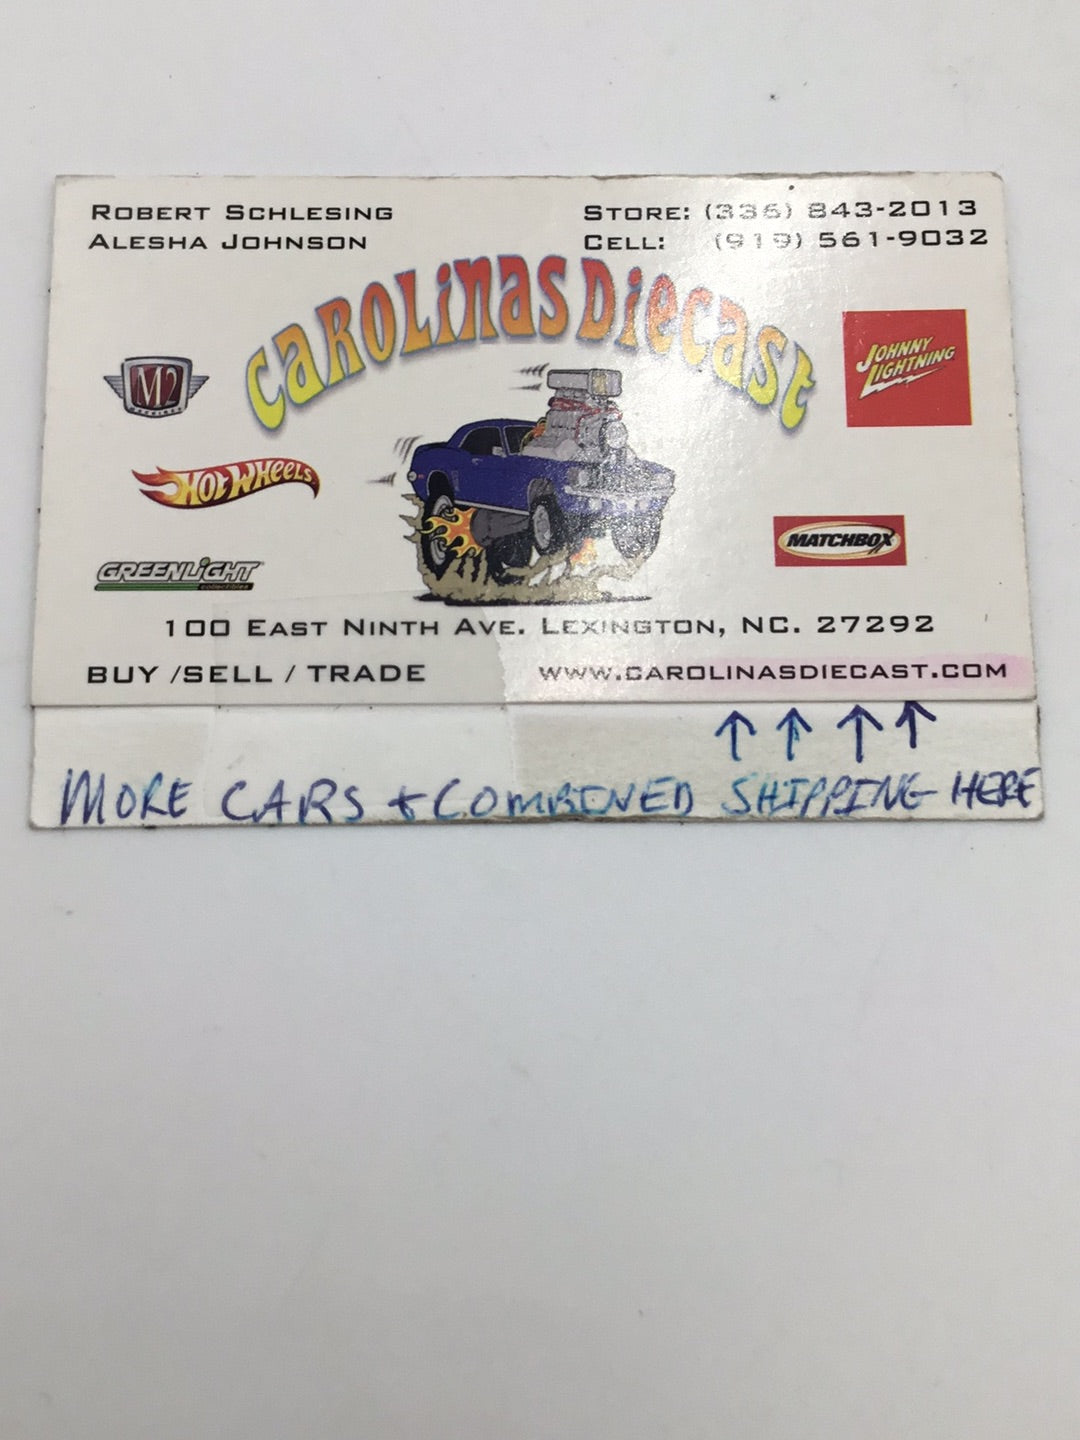 ROBERT SCHLESING
ALESHA JOHNSON
STORE: (336) 843-2013
CELL: (919) 561-9032
CAROLINAS DIECAST
M2
MACHINES
JOHNNY
LIGHTNING
HOT WHEELS
MATCHBOX
GREENLIGHT
COLLECTIBLES
100 EAST NINTH AVE. LEXINGTON, NC. 27292
BUY /SELL / TRADE
WWW.CAROLINASDIECAST.COM
↑ ↑ ↑ ↑
MORE CARS + COMBINED SHIPPING HERE